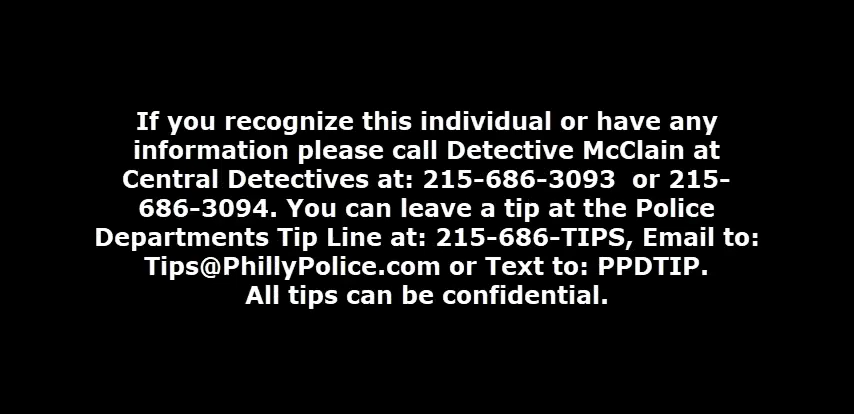 If you recognize this individual or have any
information please call Detective McClain at
Central Detectives at: 215-686-3093  or 215-
686-3094. You can leave a tip at the Police
Departments Tip Line at: 215-686-TIPS, Email to:
Tips@PhillyPolice.com or Text to: PPDTIP.
All tips can be confidential.